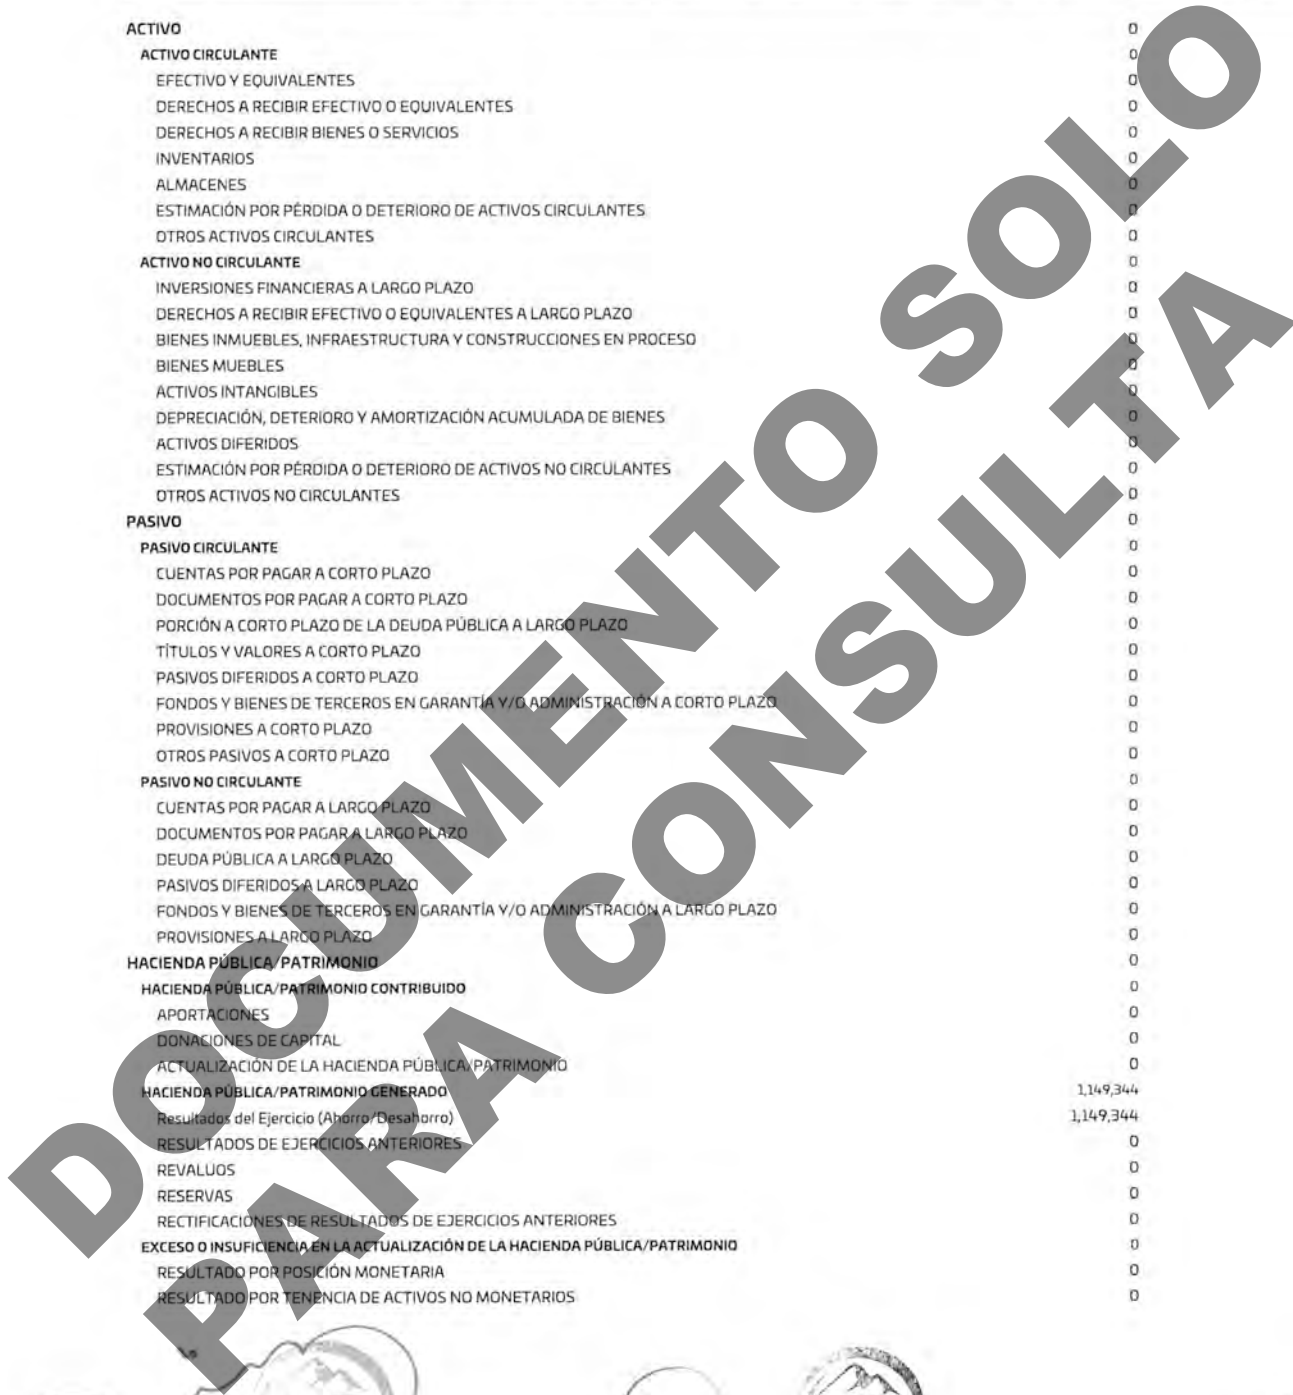 ACTIVO 0
ACTIVO CIRCULANTE 0
EFECTIVO Y EQUIVALENTES 0
DERECHOS A RECIBIR EFECTIVO O EQUIVALENTES 0
DERECHOS A RECIBIR BIENES O SERVICIOS 0
INVENTARIOS 0
ALMACENES 0
ESTIMACIÓN POR PÉRDIDA O DETERIORO DE ACTIVOS CIRCULANTES 0
OTROS ACTIVOS CIRCULANTES 0
ACTIVO NO CIRCULANTE 0
INVERSIONES FINANCIERAS A LARGO PLAZO 0
DERECHOS A RECIBIR EFECTIVO O EQUIVALENTES A LARGO PLAZO 0
BIENES INMUEBLES, INFRAESTRUCTURA Y CONSTRUCCIONES EN PROCESO 0
BIENES MUEBLES 0
ACTIVOS INTANGIBLES 0
DEPRECIACIÓN, DETERIORO Y AMORTIZACIÓN ACUMULADA DE BIENES 0
ACTIVOS DIFERIDOS 0
ESTIMACIÓN POR PÉRDIDA O DETERIORO DE ACTIVOS NO CIRCULANTES 0
OTROS ACTIVOS NO CIRCULANTES 0
PASIVO 0
PASIVO CIRCULANTE 0
CUENTAS POR PAGAR A CORTO PLAZO 0
DOCUMENTOS POR PAGAR A CORTO PLAZO 0
PORCIÓN A CORTO PLAZO DE LA DEUDA PÚBLICA A LARGO PLAZO 0
TÍTULOS Y VALORES A CORTO PLAZO 0
PASIVOS DIFERIDOS A CORTO PLAZO 0
FONDOS Y BIENES DE TERCEROS EN GARANTÍA Y/O ADMINISTRACIÓN A CORTO PLAZO 0
PROVISIONES A CORTO PLAZO 0
OTROS PASIVOS A CORTO PLAZO 0
PASIVO NO CIRCULANTE 0
CUENTAS POR PAGAR A LARGO PLAZO 0
DOCUMENTOS POR PAGAR A LARGO PLAZO 0
DEUDA PÚBLICA A LARGO PLAZO 0
PASIVOS DIFERIDOS A LARGO PLAZO 0
FONDOS Y BIENES DE TERCEROS EN GARANTÍA Y/O ADMINISTRACIÓN A LARGO PLAZO 0
PROVISIONES A LARGO PLAZO 0
HACIENDA PÚBLICA/PATRIMONIO 0
HACIENDA PÚBLICA/PATRIMONIO CONTRIBUIDO 0
APORTACIONES 0
DONACIONES DE CAPITAL 0
ACTUALIZACIÓN DE LA HACIENDA PÚBLICA/PATRIMONIO 0
HACIENDA PÚBLICA/PATRIMONIO GENERADO 1,149,344
Resultados del Ejercicio (Ahorro/Desahorro) 1,149,344
RESULTADOS DE EJERCICIOS ANTERIORES 0
REVALUOS 0
RESERVAS 0
RECTIFICACIONES DE RESULTADOS DE EJERCICIOS ANTERIORES 0
EXCESO O INSUFICIENCIA EN LA ACTUALIZACIÓN DE LA HACIENDA PÚBLICA/PATRIMONIO 0
RESULTADO POR POSICIÓN MONETARIA 0
RESULTADO POR TENENCIA DE ACTIVOS NO MONETARIOS 0
DOCUMENTO SOLO
PARA CONSULTA